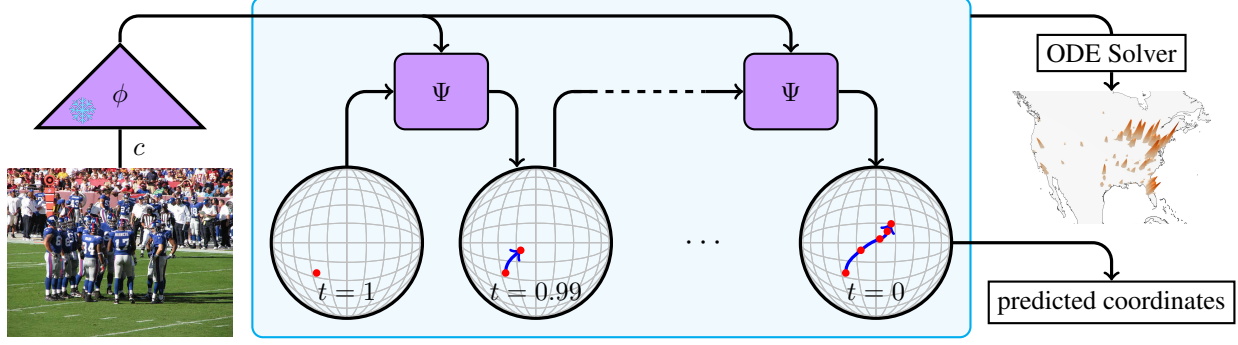 ϕ
c
Ψ
Ψ
t = 1
t = 0.99
···
t = 0
ODE Solver
predicted coordinates